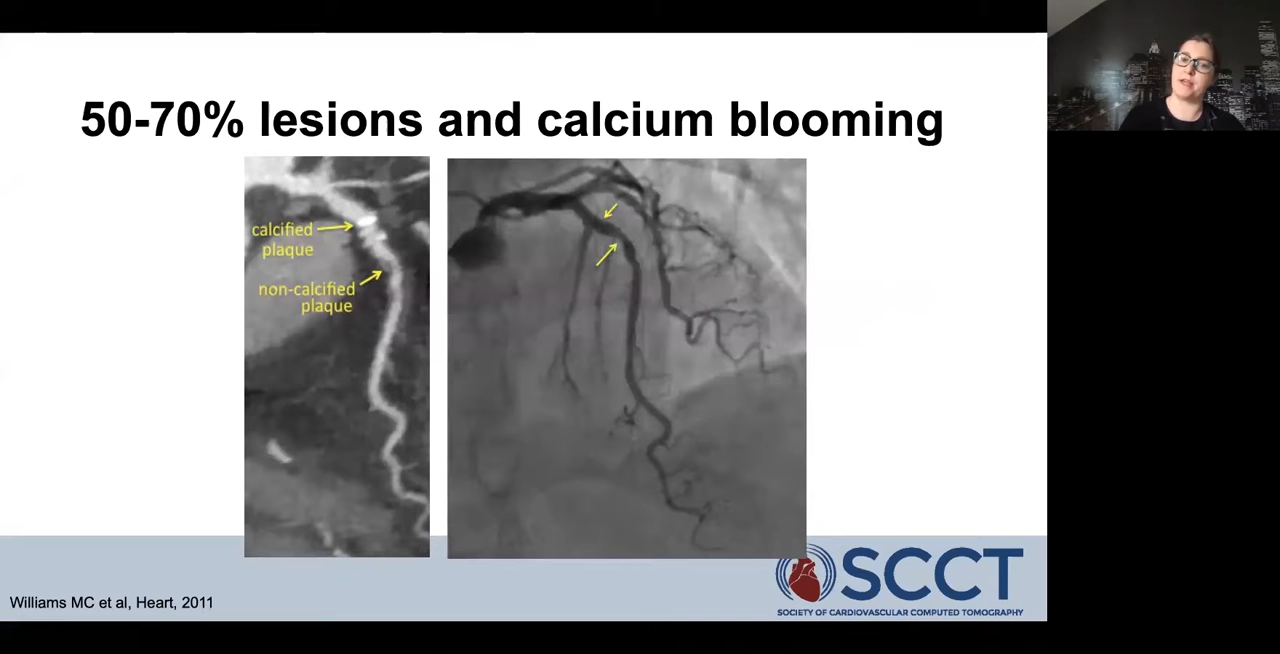 50-70% lesions and calcium blooming
calcified
plaque
non-calcified
plaque
Williams MC et al, Heart, 2011
SCCT
SOCIETY OF CARDIOVASCULAR COMPUTED TOMOGRAPHY